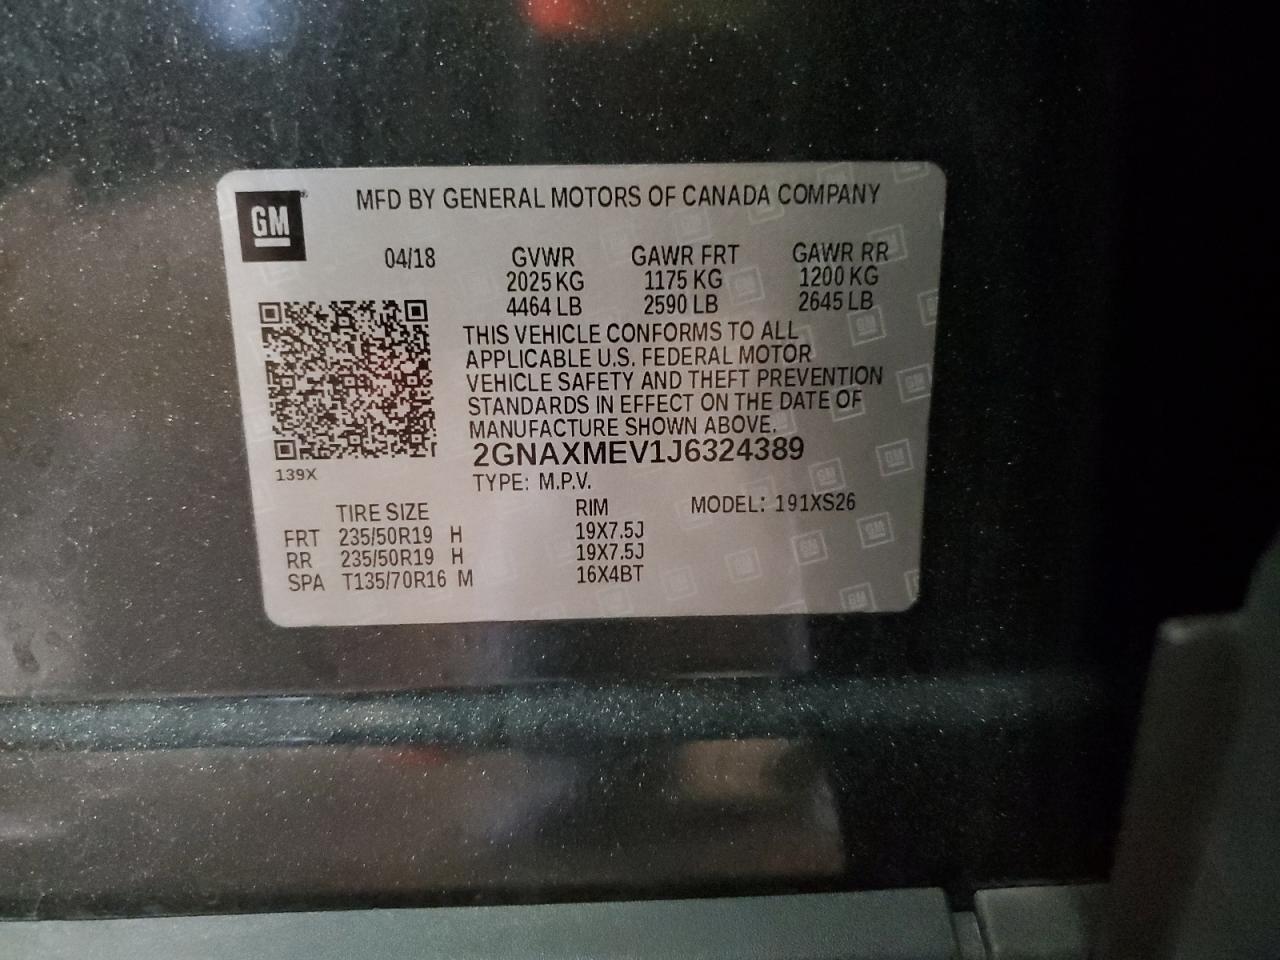 GM
MFD BY GENERAL MOTORS OF CANADA COMPANY
04/18 GVWR GAWR FRT GAWR RR
2025 KG 1175 KG 1200 KG
4464 LB 2590 LB 2645 LB
THIS VEHICLE CONFORMS TO ALL
APPLICABLE U.S. FEDERAL MOTOR
VEHICLE SAFETY AND THEFT PREVENTION
STANDARDS IN EFFECT ON THE DATE OF
MANUFACTURE SHOWN ABOVE.
2GNAXMEV1J6324389
139X
TYPE: M.P.V.
TIRE SIZE RIM MODEL: 191XS26
FRT 235/50R19 H 19X7.5J
RR 235/50R19 H 19X7.5J
SPA T135/70R16 M 16X4BT